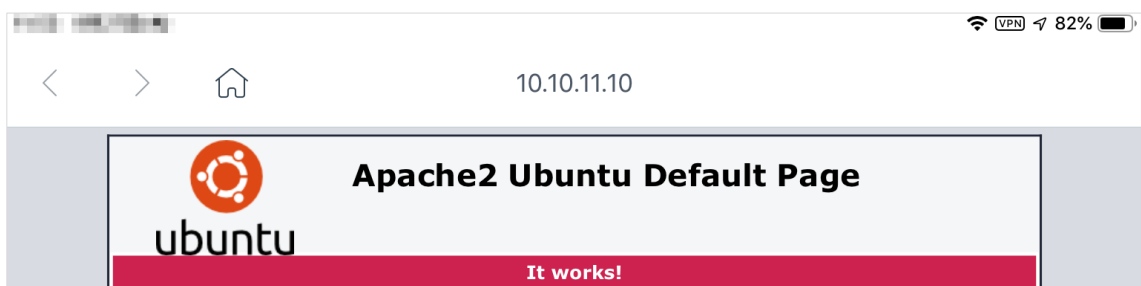 VPN 82%
10.10.11.10
Apache2 Ubuntu Default Page
ubuntu
It works!